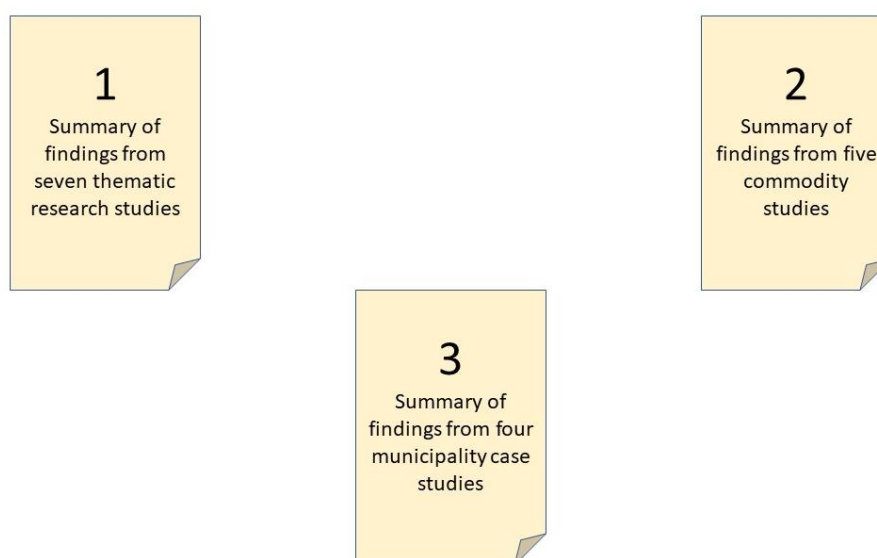 1
Summary of
findings from
seven thematic
research studies
2
Summary of
findings from five
commodity
studies
3
Summary of
findings from four
municipality case
studies